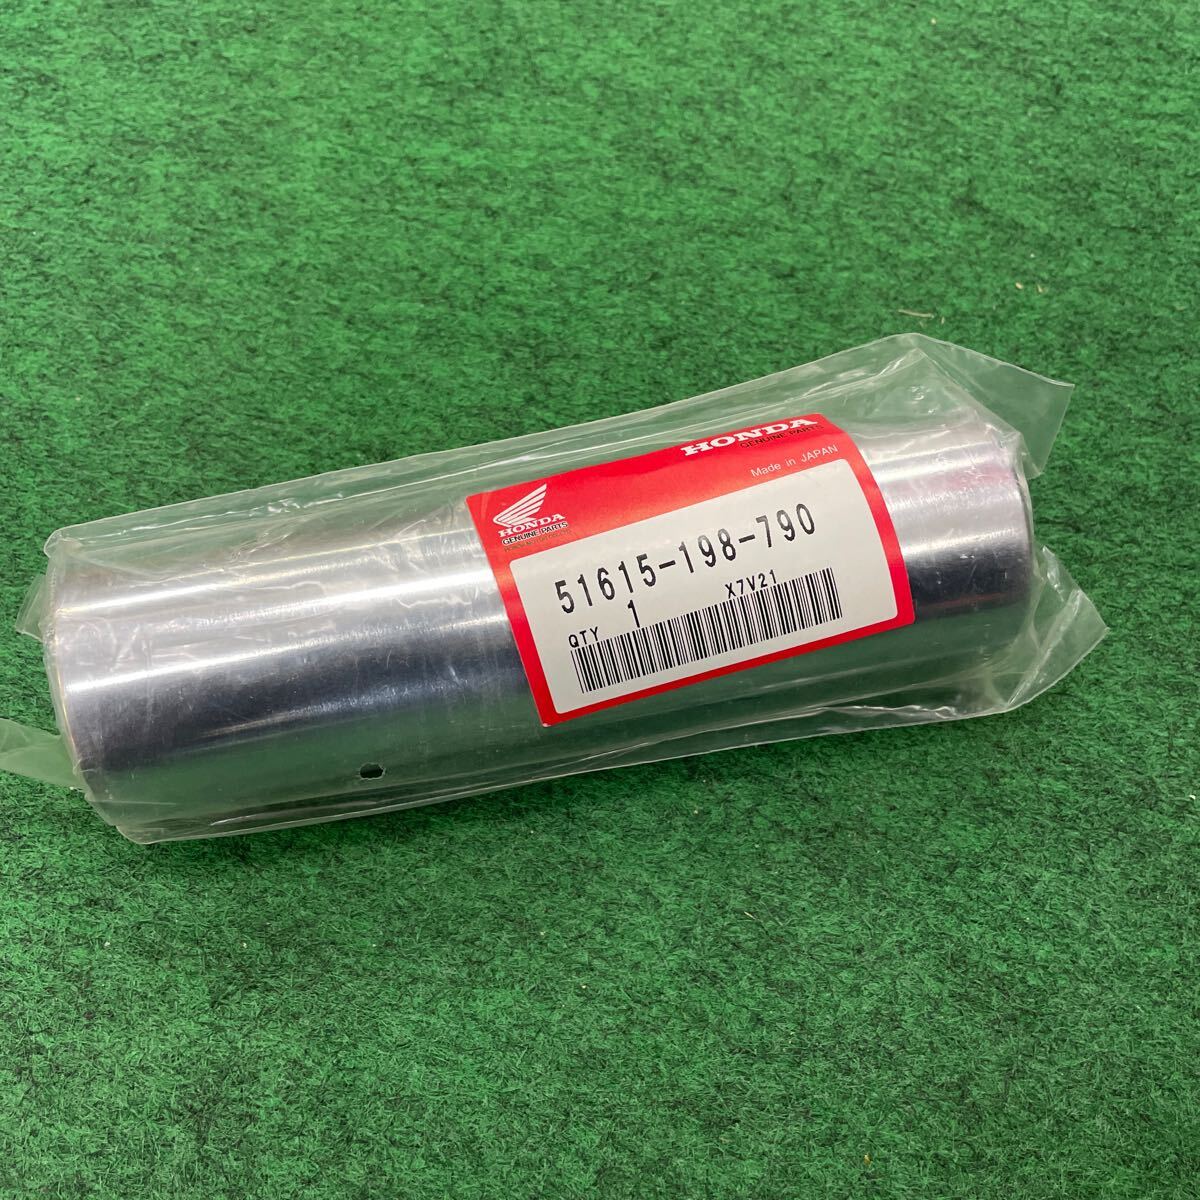 HONDA
GENUINE PARTS
Made in JAPAN
HONDA
GENUINE PARTS
51615-198-790
QTY 1 X7V21